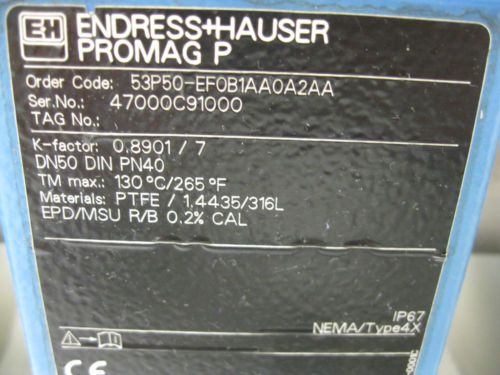 EH ENDRESS+HAUSER
PROMAG P
Order Code: 53P50-EF0B1AA0A2AA
Ser.No.: 47000C91000
TAG No.:
K-factor: 0.8901 / 7
DN50 DIN PN40
TM max.: 130°C/265°F
Materials: PTFE / 1.4435/316L
EPD/MSU R/B 0.2% CAL
IP67
NEMA/Type4X
i
CE